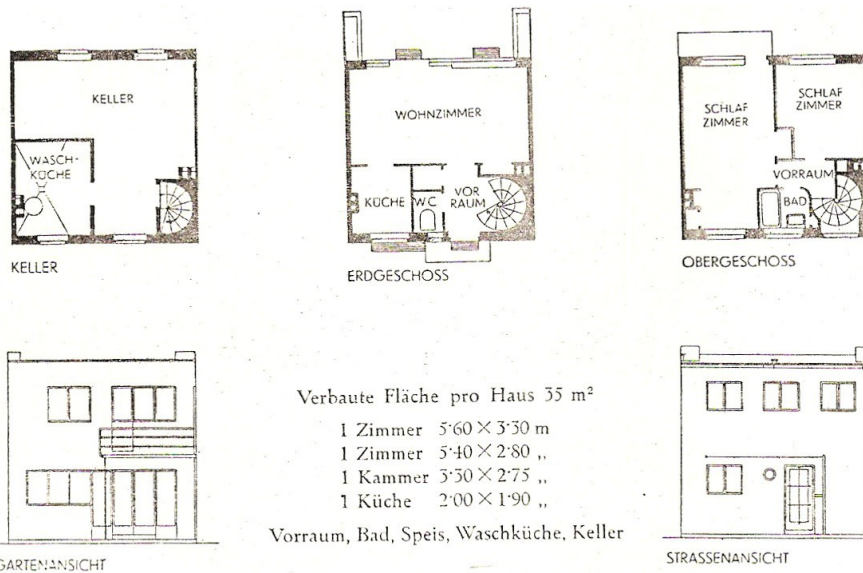 KELLER
WASCH-
KÜCHE
KELLER
WOHNZIMMER
KÜCHE
W.C
VOR
RAUM
ERDGESCHOSS
SCHLAF
ZIMMER
SCHLAF
ZIMMER
VORRAUM
BAD
OBERGESCHOSS
GARTENANSICHT
Verbaute Fläche pro Haus 35 m²
1 Zimmer 5·60 × 3·30 m
1 Zimmer 5·40 × 2·80 „
1 Kammer 3·30 × 2·75 „
1 Küche 2·00 × 1·90 „
Vorraum, Bad, Speis, Waschküche, Keller
STRASSENANSICHT